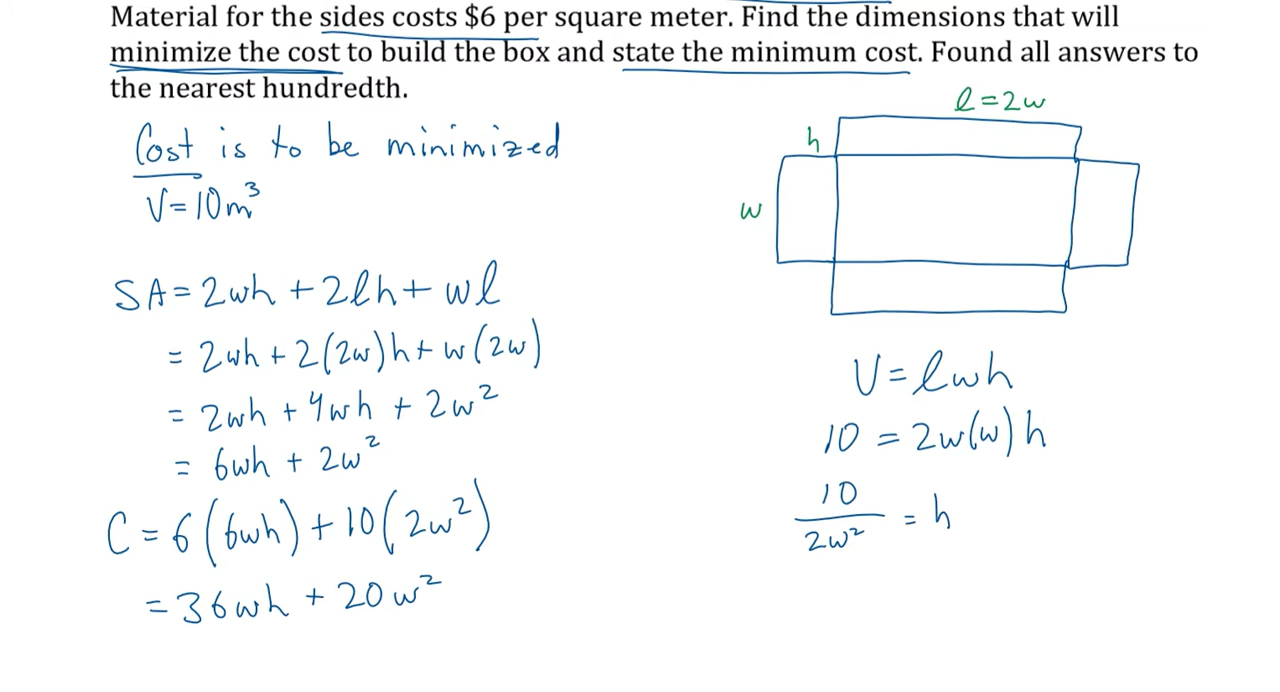 Material for the sides costs $6 per square meter. Find the dimensions that will
minimize the cost to build the box and state the minimum cost. Found all answers to
the nearest hundredth.
Cost is to be minimized
V=10m³
l=2w
h
w
SA=2wh+2lh+wl
=2wh+2(2w)h+w(2w)
=2wh+4wh+2w²
=6wh+2w²
C=6(6wh)+10(2w²)
=36wh+20w²
V=lwh
10=2w(w)h
10/2w²=h